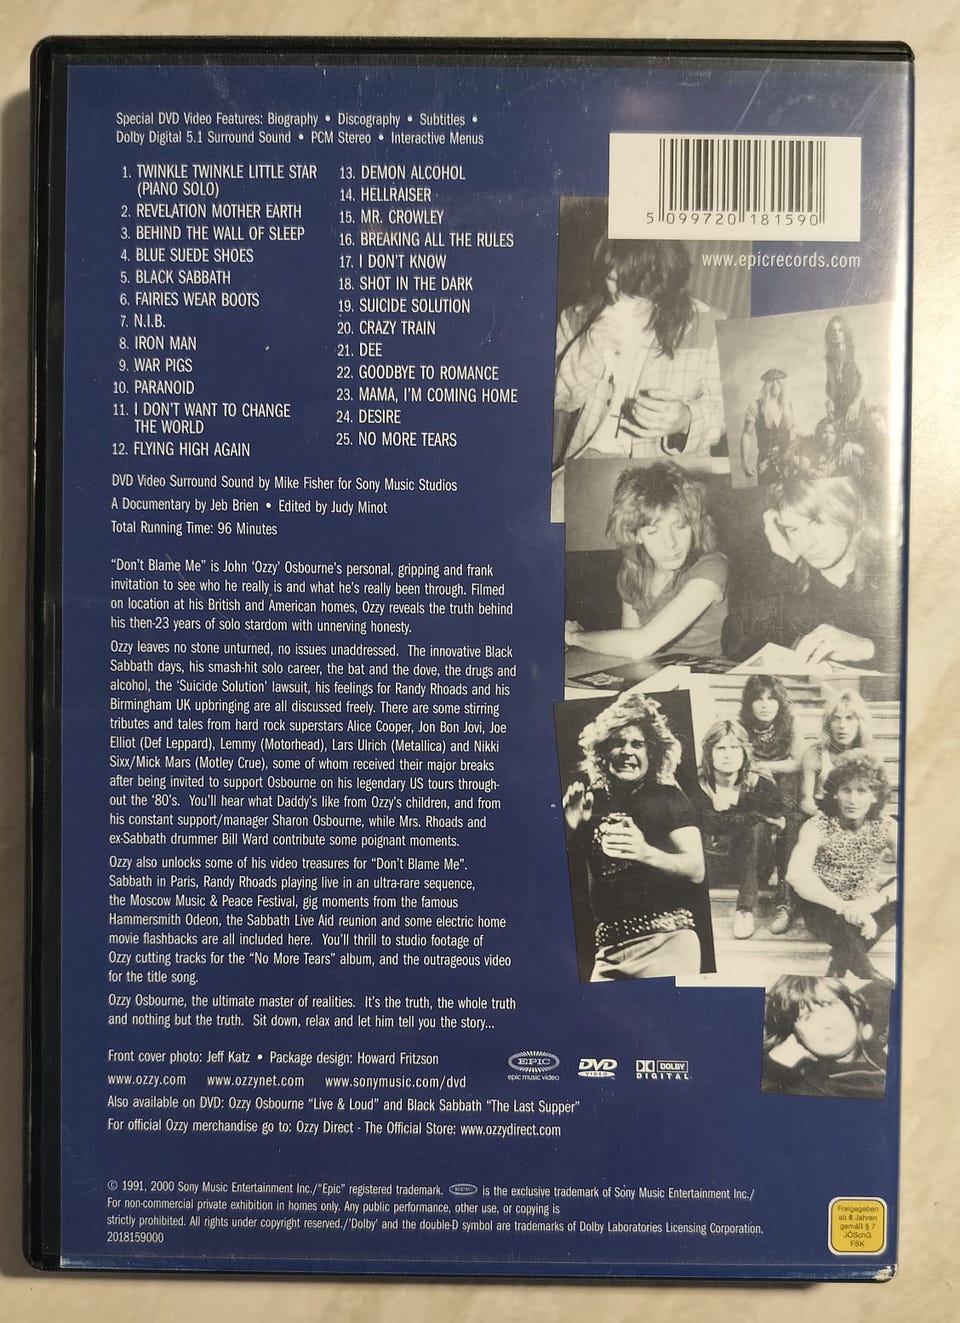 Special DVD Video Features: Biography • Discography • Subtitles •
Dolby Digital 5.1 Surround Sound • PCM Stereo • Interactive Menus
1. TWINKLE TWINKLE LITTLE STAR
(PIANO SOLO)
2. REVELATION MOTHER EARTH
3. BEHIND THE WALL OF SLEEP
4. BLUE SUEDE SHOES
5. BLACK SABBATH
6. FAIRIES WEAR BOOTS
7. N.I.B.
8. IRON MAN
9. WAR PIGS
10. PARANOID
11. I DON'T WANT TO CHANGE
THE WORLD
12. FLYING HIGH AGAIN
13. DEMON ALCOHOL
14. HELLRAISER
15. MR. CROWLEY
16. BREAKING ALL THE RULES
17. I DON'T KNOW
18. SHOT IN THE DARK
19. SUICIDE SOLUTION
20. CRAZY TRAIN
21. DEE
22. GOODBYE TO ROMANCE
23. MAMA, I'M COMING HOME
24. DESIRE
25. NO MORE TEARS
5 099720 181590
www.epicrecords.com
DVD Video Surround Sound by Mike Fisher for Sony Music Studios
A Documentary by Jeb Brien • Edited by Judy Minot
Total Running Time: 96 Minutes
"Don't Blame Me" is John 'Ozzy' Osbourne's personal, gripping and frank
invitation to see who he really is and what he's really been through. Filmed
on location at his British and American homes, Ozzy reveals the truth behind
his then-23 years of solo stardom with unnerving honesty.
Ozzy leaves no stone unturned, no issues unaddressed. The innovative Black
Sabbath days, his smash-hit solo career, the bat and the dove, the drugs and
alcohol, the 'Suicide Solution' lawsuit, his feelings for Randy Rhoads and his
Birmingham UK upbringing are all discussed freely. There are some stirring
tributes and tales from hard rock superstars Alice Cooper, Jon Bon Jovi, Joe
Elliot (Def Leppard), Lemmy (Motorhead), Lars Ulrich (Metallica) and Nikki
Sixx/Mick Mars (Motley Crue), some of whom received their major breaks
after being invited to support Osbourne on his legendary US tours through-
out the '80's. You'll hear what Daddy's like from Ozzy's children, and from
his constant support/manager Sharon Osbourne, while Mrs. Rhoads and
ex-Sabbath drummer Bill Ward contribute some poignant moments.
Ozzy also unlocks some of his video treasures for "Don't Blame Me".
Sabbath in Paris, Randy Rhoads playing live in an ultra-rare sequence,
the Moscow Music & Peace Festival, gig moments from the famous
Hammersmith Odeon, the Sabbath Live Aid reunion and some electric home
movie flashbacks are all included here. You'll thrill to studio footage of
Ozzy cutting tracks for the "No More Tears" album, and the outrageous video
for the title song.
Ozzy Osbourne, the ultimate master of realities. It's the truth, the whole truth
and nothing but the truth. Sit down, relax and let him tell you the story...
Front cover photo: Jeff Katz • Package design: Howard Fritzson
www.ozzy.com www.ozzynet.com www.sonymusic.com/dvd
EPIC
epic music video
DVD
VIDEO
DOLBY
DIGITAL
Also available on DVD: Ozzy Osbourne "Live & Loud" and Black Sabbath "The Last Supper"
For official Ozzy merchandise go to: Ozzy Direct - The Official Store: www.ozzydirect.com
© 1991, 2000 Sony Music Entertainment Inc./"Epic" registered trademark. EPIC is the exclusive trademark of Sony Music Entertainment Inc./
For non-commercial private exhibition in homes only. Any public performance, other use, or copying is
strictly prohibited. All rights under copyright reserved./'Dolby' and the double-D symbol are trademarks of Dolby Laboratories Licensing Corporation.
2018159000
Freigegeben
ab 6 Jahren
gemäß § 7
JÖSchG
FSK